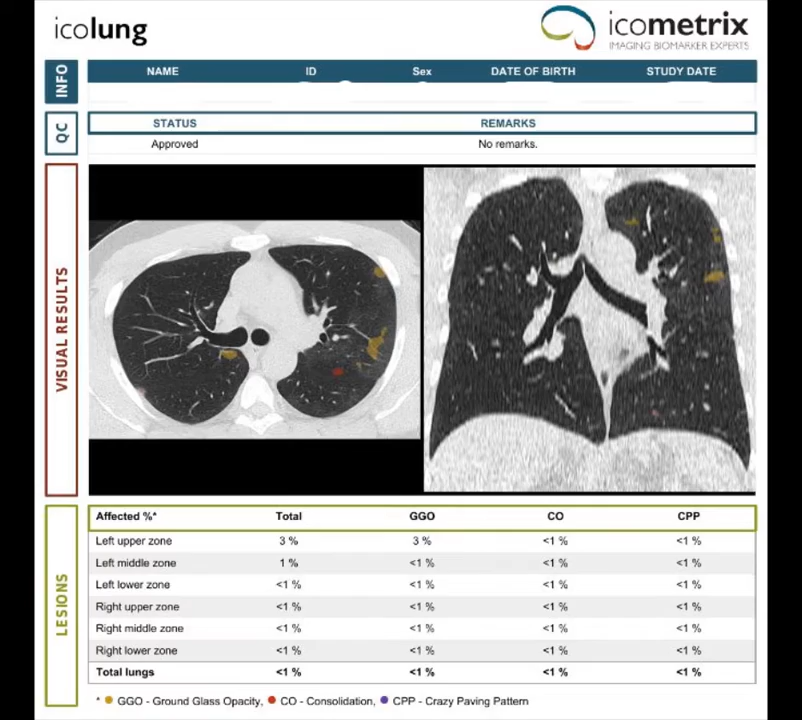 icolung
icometrix
IMAGING BIOMARKER EXPERTS
INFO
NAME ID Sex DATE OF BIRTH STUDY DATE
QC
STATUS REMARKS
Approved No remarks.
VISUAL RESULTS
LESIONS
Affected %* Total GGO CO CPP
Left upper zone 3 % 3 % <1 % <1 %
Left middle zone 1 % <1 % <1 % <1 %
Left lower zone <1 % <1 % <1 % <1 %
Right upper zone <1 % <1 % <1 % <1 %
Right middle zone <1 % <1 % <1 % <1 %
Right lower zone <1 % <1 % <1 % <1 %
Total lungs <1 % <1 % <1 % <1 %
* GGO - Ground Glass Opacity, CO - Consolidation, CPP - Crazy Paving Pattern